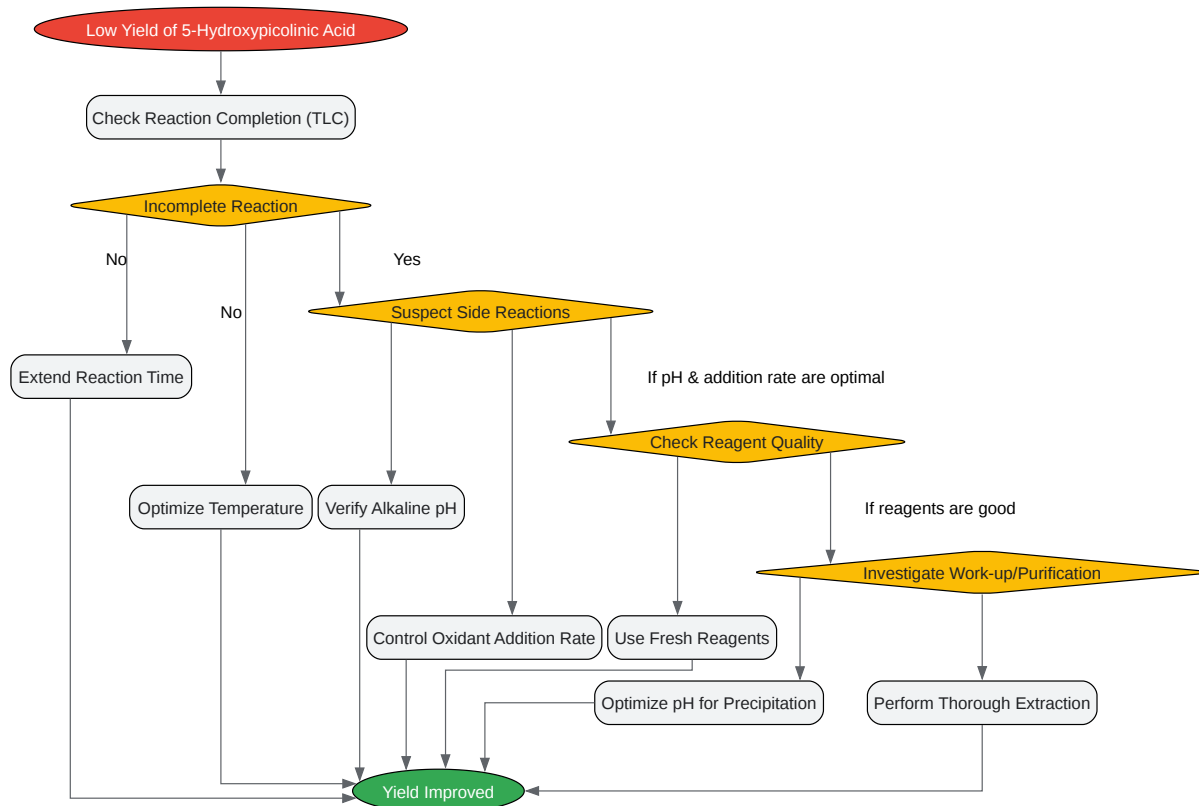 Low Yield of 5-Hydroxypicolinic Acid
Check Reaction Completion (TLC)
Incomplete Reaction
No
Yes
No
Suspect Side Reactions
Extend Reaction Time
If pH & addition rate are optimal
Check Reagent Quality
Optimize Temperature
Verify Alkaline pH
If reagents are good
Investigate Work-up/Purification
Control Oxidant Addition Rate
Use Fresh Reagents
Optimize pH for Precipitation
Perform Thorough Extraction
Yield Improved